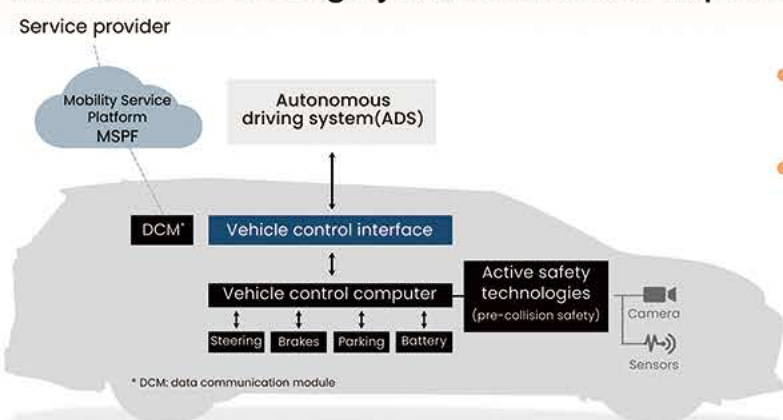 Service provider
Mobility Service
Platform
MSPF
Autonomous
driving system(ADS)
DCM*
Vehicle control interface
Vehicle control computer
Active safety
technologies
(pre-collision safety)
Camera
Steering
Brakes
Parking
Battery
Sensors
* DCM: data communication module